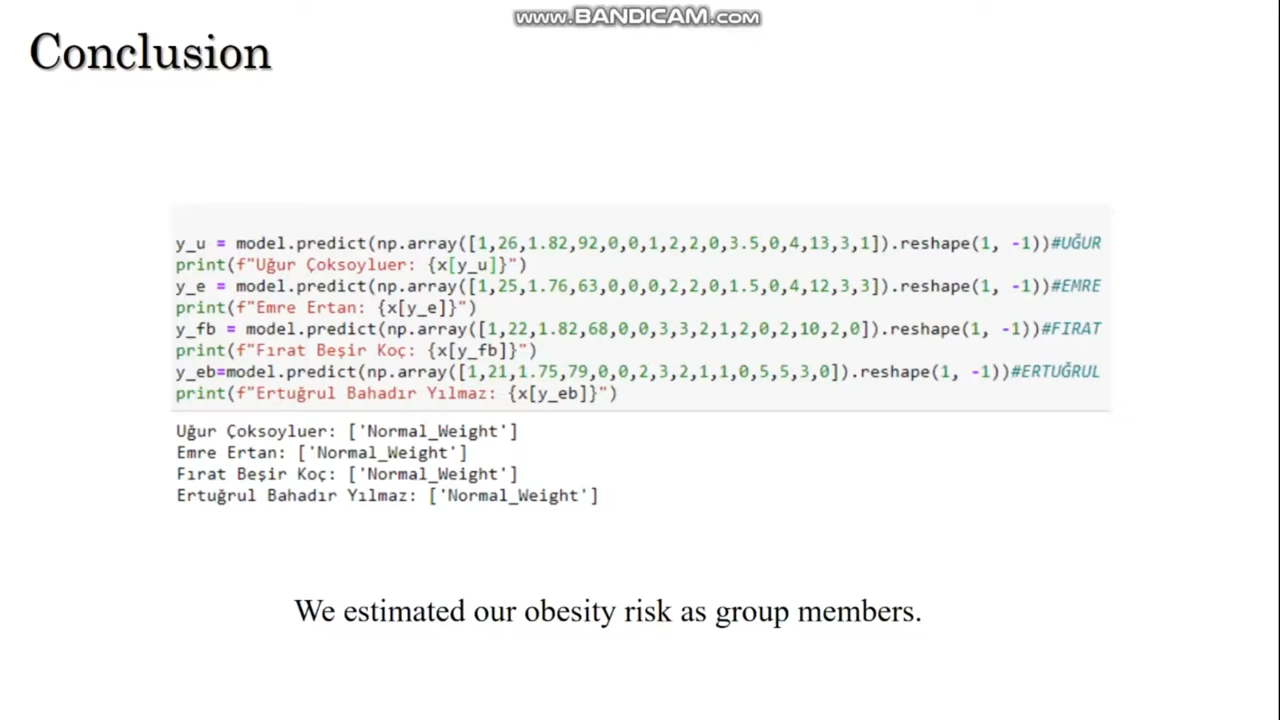 www.BANDICAM.com
Conclusion
y_u = model.predict(np.array([1,26,1.82,92,0,0,1,2,2,0,3.5,0,4,13,3,1]).reshape(1, -1))#UĞUR
print(f"Uğur Çoksoyluer: {x[y_u]}")
y_e = model.predict(np.array([1,25,1.76,63,0,0,0,2,2,0,1.5,0,4,12,3,3]).reshape(1, -1))#EMRE
print(f"Emre Ertan: {x[y_e]}")
y_fb = model.predict(np.array([1,22,1.82,68,0,0,3,3,2,1,2,0,2,10,2,0]).reshape(1, -1))#FIRAT
print(f"Fırat Beşir Koç: {x[y_fb]}")
y_eb=model.predict(np.array([1,21,1.75,79,0,0,2,3,2,1,1,0,5,5,3,0]).reshape(1, -1))#ERTUĞRUL
print(f"Ertuğrul Bahadır Yılmaz: {x[y_eb]}")
Uğur Çoksoyluer: ['Normal_Weight']
Emre Ertan: ['Normal_Weight']
Fırat Beşir Koç: ['Normal_Weight']
Ertuğrul Bahadır Yılmaz: ['Normal_Weight']
We estimated our obesity risk as group members.